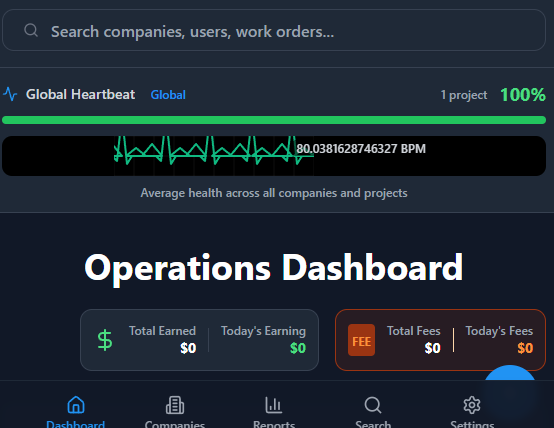 Search companies, users, work orders...
Global Heartbeat Global 1 project 100%
80.0381628746327 BPM
Average health across all companies and projects
Operations Dashboard
Total Earned Today's Earning
$0 $0
FEE Total Fees Today's Fees
$0 $0
Dashboard Companies Reports Search Settings